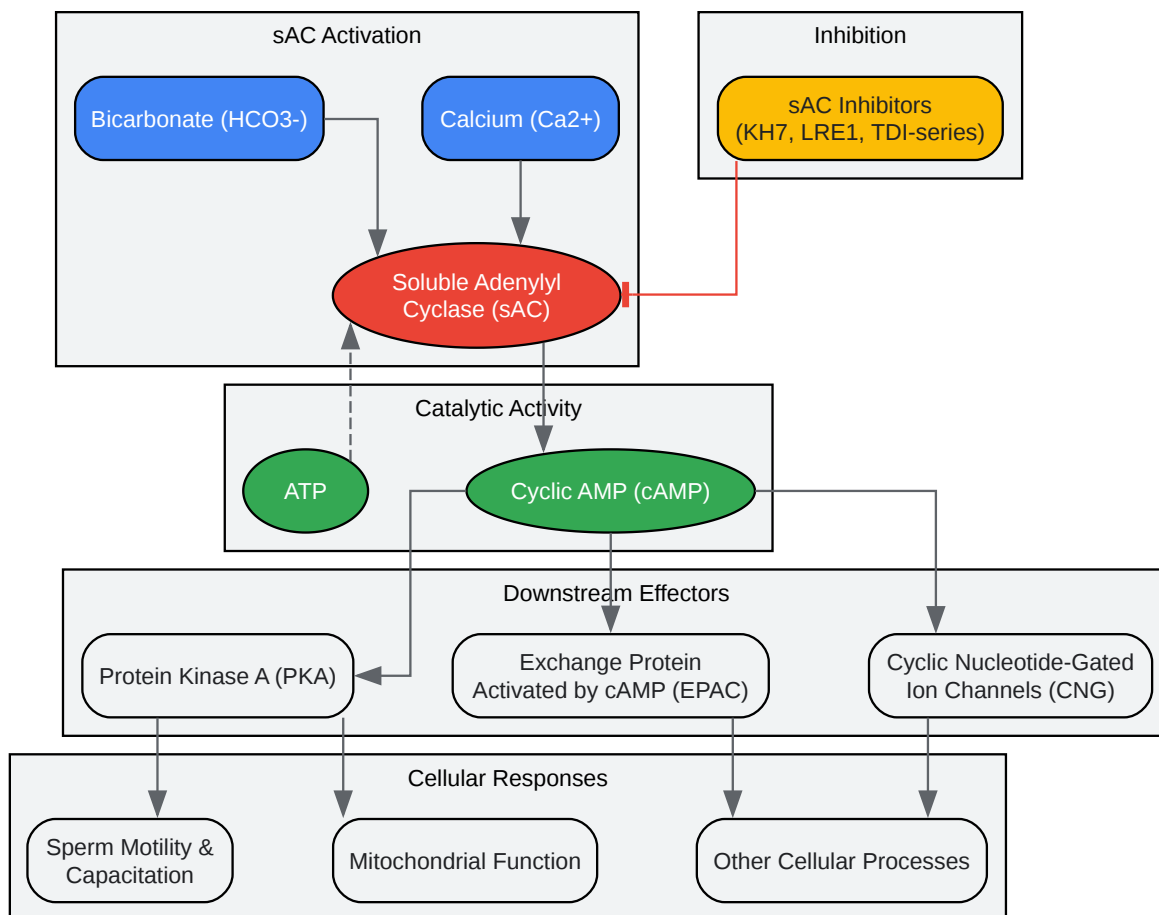 sAC Activation
Inhibition
Bicarbonate (HCO3-)
Calcium (Ca2+)
sAC Inhibitors
(KH7, LRE1, TDI-series)
Soluble Adenylyl
Cyclase (sAC)
Catalytic Activity
ATP
Cyclic AMP (cAMP)
Downstream Effectors
Protein Kinase A (PKA)
Exchange Protein
Activated by cAMP (EPAC)
Cyclic Nucleotide-Gated
Ion Channels (CNG)
Cellular Responses
Sperm Motility &
Capacitation
Mitochondrial Function
Other Cellular Processes